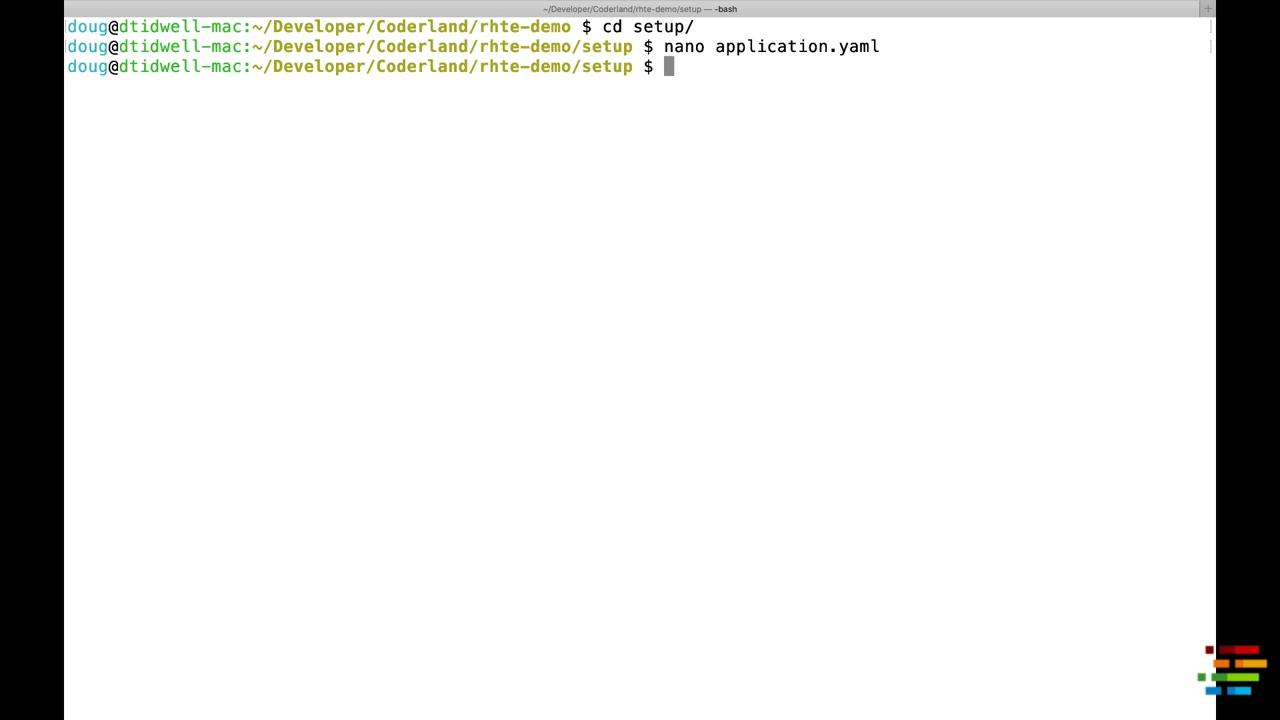 ~/Developer/Coderland/rhte-demo/setup — -bash
doug@dtidwell-mac:~/Developer/Coderland/rhte-demo $ cd setup/
doug@dtidwell-mac:~/Developer/Coderland/rhte-demo/setup $ nano application.yaml
doug@dtidwell-mac:~/Developer/Coderland/rhte-demo/setup $